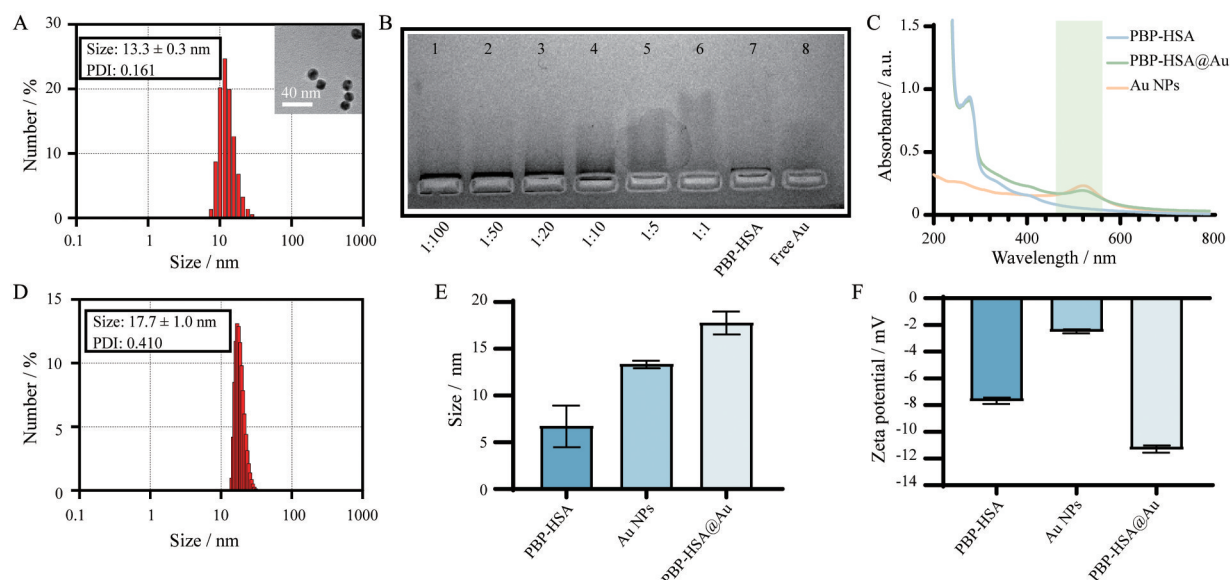 A
30
20
10
0
Number / %
Size: 13.3 ± 0.3 nm
PDI: 0.161
40 nm
0.1 1 10 100 1000
Size / nm
B
1 2 3 4 5 6 7 8
1:100 1:50 1:20 1:10 1:5 1:1 PBP-HSA Free Au
C
1.5
1.0
0.5
0
Absorbance / a.u.
PBP-HSA
PBP-HSA@Au
Au NPs
200 400 600 800
Wavelength / nm
D
15
10
5
0
Number / %
Size: 17.7 ± 1.0 nm
PDI: 0.410
0.1 1 10 100 1000
Size / nm
E
20
15
10
5
0
Size / nm
PBP-HSA Au NPs PBP-HSA@Au
F
0
-2
-4
-6
-8
-10
-12
-14
Zeta potential / mV
PBP-HSA Au NPs PBP-HSA@Au